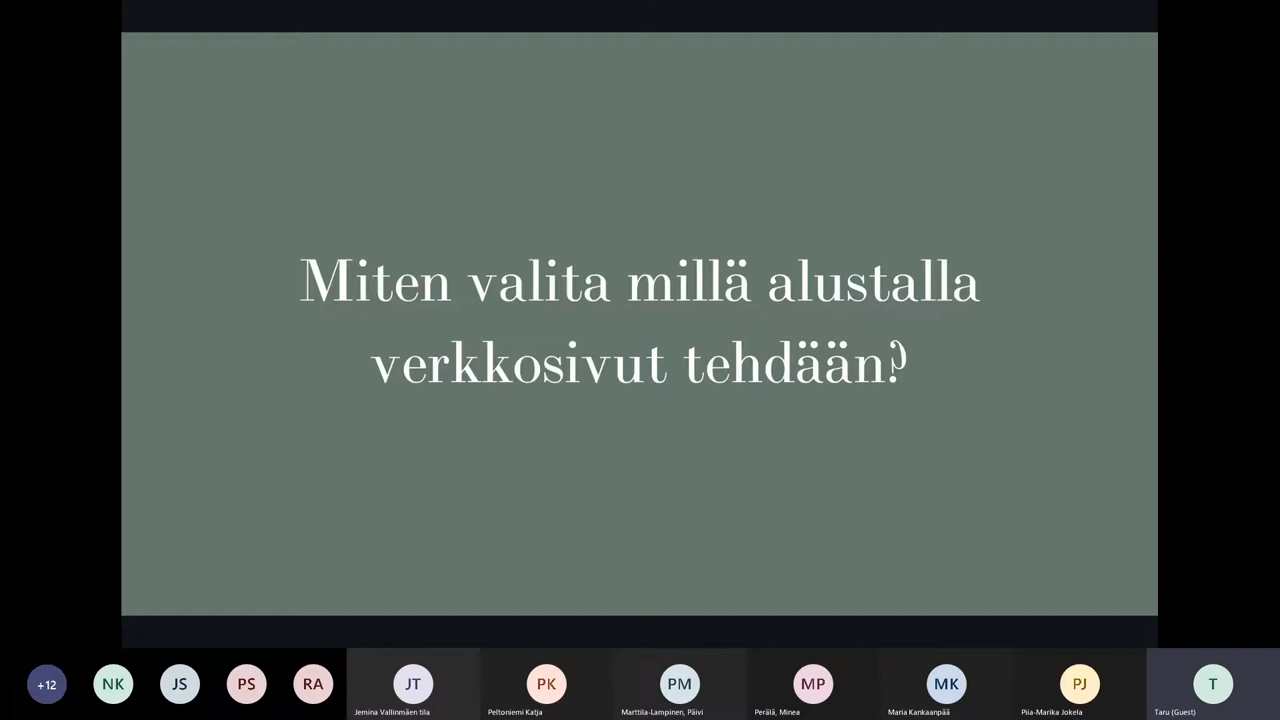 Miten valita millä alustalla
verkkosivut tehdään?
+12
NK
JS
PS
RA
JT
PK
PM
MP
MK
PJ
T
Jemina Vallinmäen tila
Peltoniemi Katja
Marttila-Lampinen, Päivi
Perälä, Minea
Maria Kankaanpää
Piia-Marika Jokela
Taru (Guest)